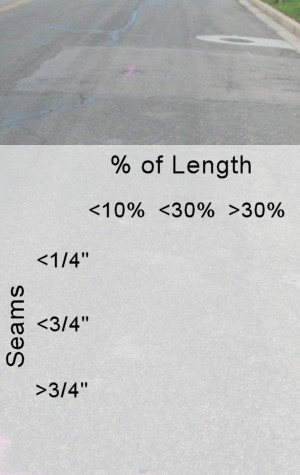 % of Length
<10% <30% >30%
<1/4"
Seams
<3/4"
>3/4"